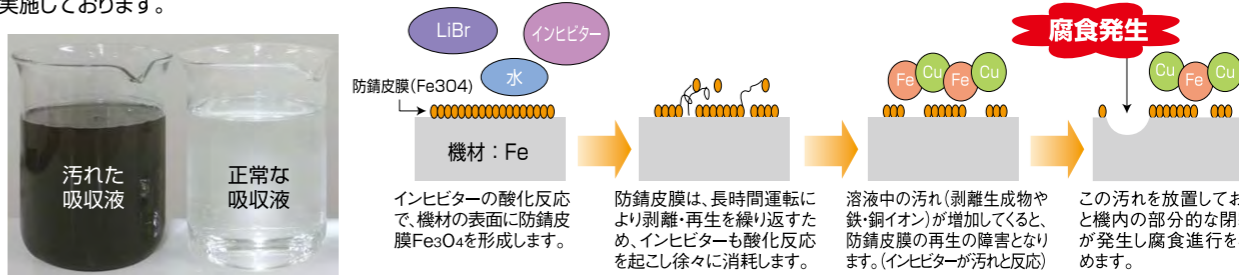 実施しております。
汚れた
吸収液
正常な
吸収液
LiBr
インヒビター
水
防錆皮膜(Fe3O4)
機材：Fe
インヒビターの酸化反応
で、機材の表面に防錆皮
膜Fe3O4を形成します。
防錆皮膜は、長時間運転に
より剥離・再生を繰り返すた
め、インヒビターも酸化反応
を起こし徐々に消耗します。
Fe
Cu
Fe
Cu
溶液中の汚れ（剥離生成物や
鉄・銅イオン）が増加してくると、
防錆皮膜の再生の障害となり
ます。（インヒビターが汚れと反応）
腐食発生
Cu
Fe
Cu
この汚れを放置してお
と機内の部分的な閉
が発生し腐食進行を
めます。